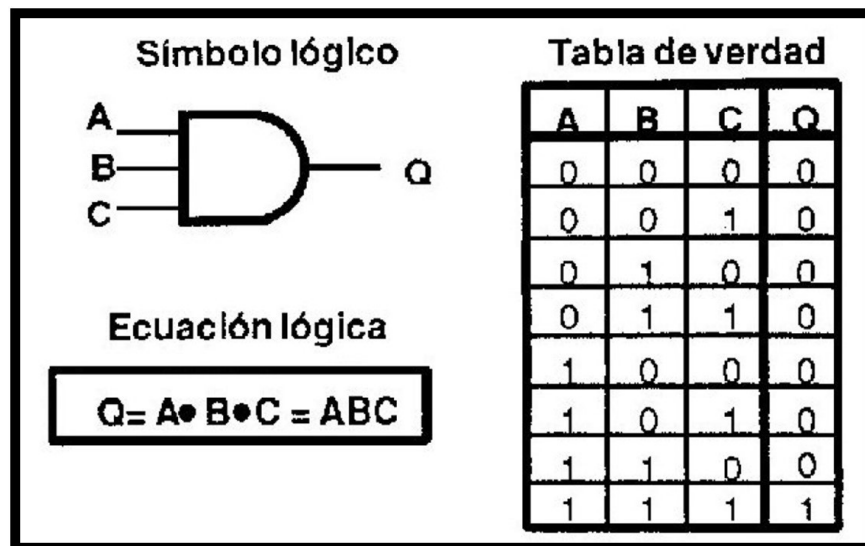 Símbolo lógico
A
B
Q
C
Ecuación lógica
Q= A• B•C = ABC
Tabla de verdad
A B C Q
0 0 0 0
0 0 1 0
0 1 0 0
0 1 1 0
1 0 0 0
1 0 1 0
1 1 0 0
1 1 1 1